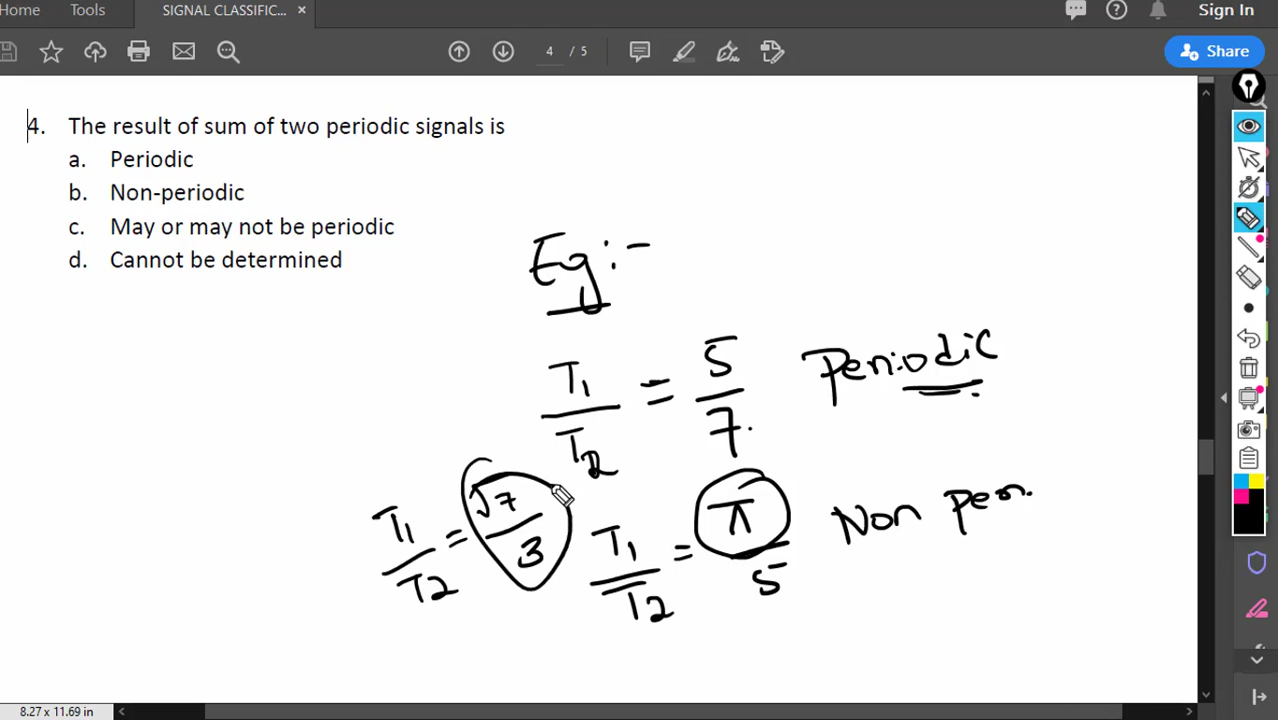 Home Tools SIGNAL CLASSIFIC... × Sign In
4 / 5 Share
4. The result of sum of two periodic signals is
a. Periodic
b. Non-periodic
c. May or may not be periodic
d. Cannot be determined
Eg:-
T1/T2 = 5/7 Periodic
T1/T2 = √7/3 T1/T2 = π/5 Non peri.
8.27 x 11.69 in